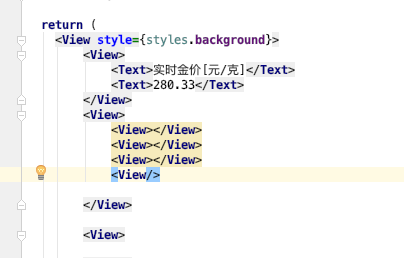 return (
<View style={styles.background}>
<View>
<Text>实时金价[元/克]</Text>
<Text>280.33</Text>
</View>
<View>
<View></View>
<View></View>
<View></View>
<View/>
</View>
<View>